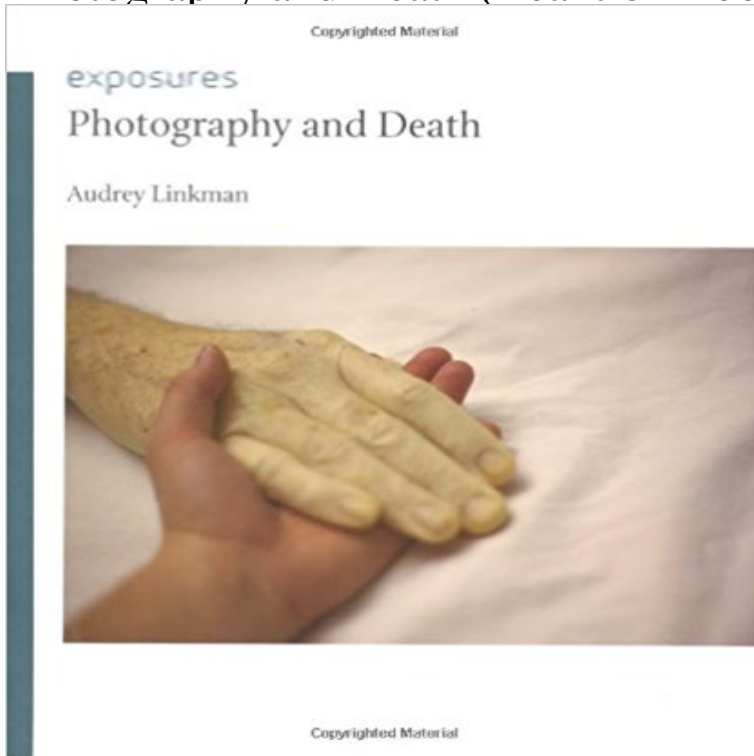 Copyrighted Material
exposures
Photography and Death
Audrey Linkman
Copyrighted Material